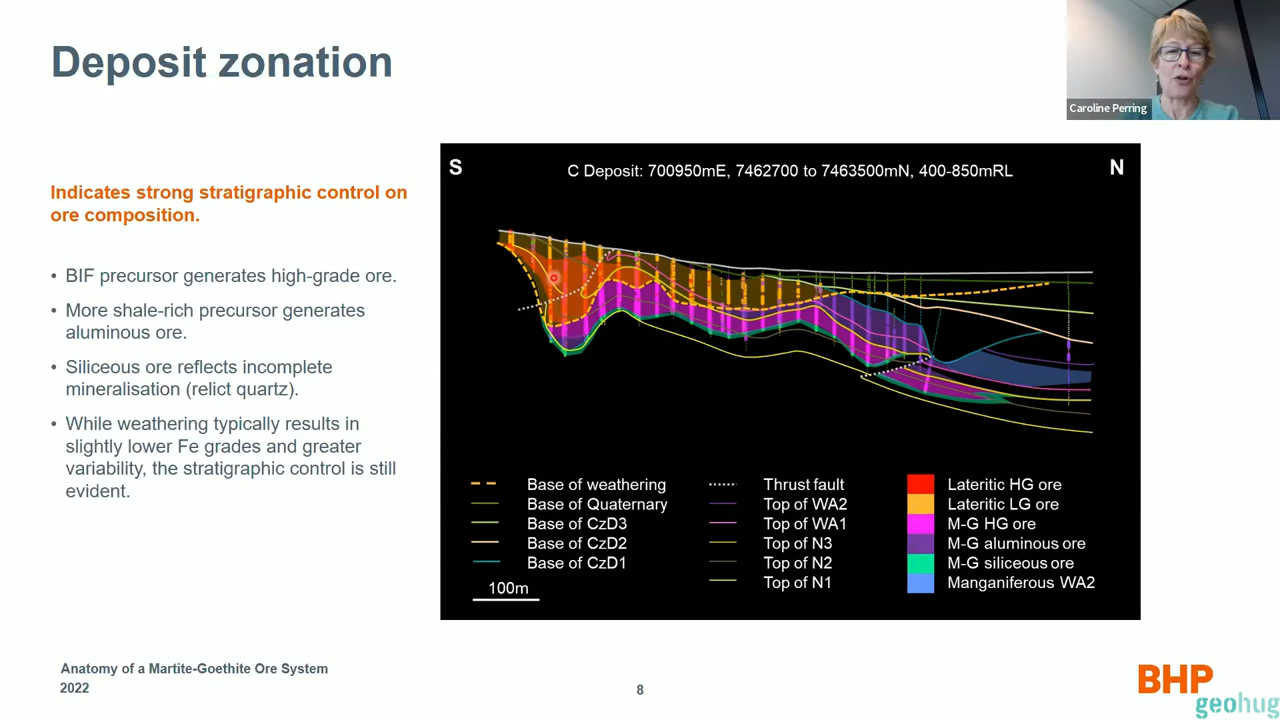 Deposit zonation
Caroline Perring
Indicates strong stratigraphic control on
ore composition.
• BIF precursor generates high-grade ore.
• More shale-rich precursor generates
aluminous ore.
• Siliceous ore reflects incomplete
mineralisation (relict quartz).
• While weathering typically results in
slightly lower Fe grades and greater
variability, the stratigraphic control is still
evident.
S
C Deposit: 700950mE, 7462700 to 7463500mN, 400-850mRL
N
Base of weathering
Base of Quaternary
Base of CzD3
Base of CzD2
Base of CzD1
100m
Thrust fault
Top of WA2
Top of WA1
Top of N3
Top of N2
Top of N1
Lateritic HG ore
Lateritic LG ore
M-G HG ore
M-G aluminous ore
M-G siliceous ore
Manganiferous WA2
Anatomy of a Martite-Goethite Ore System
2022
8
BHP
geohug